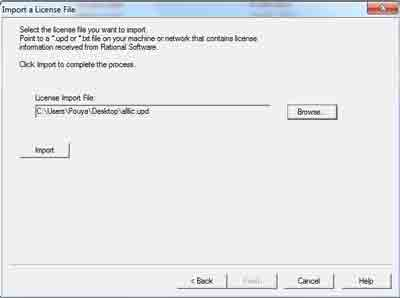 Import a License File
Select the license file you want to import.
Point to a *.upd or *.txt file on your machine or network that contains license
information received from Rational Software.
Click Import to complete the process.
License Import File:
C:\Users\Pouya\Desktop\alllic.upd
Browse...
Import
< Back
Cancel
Help